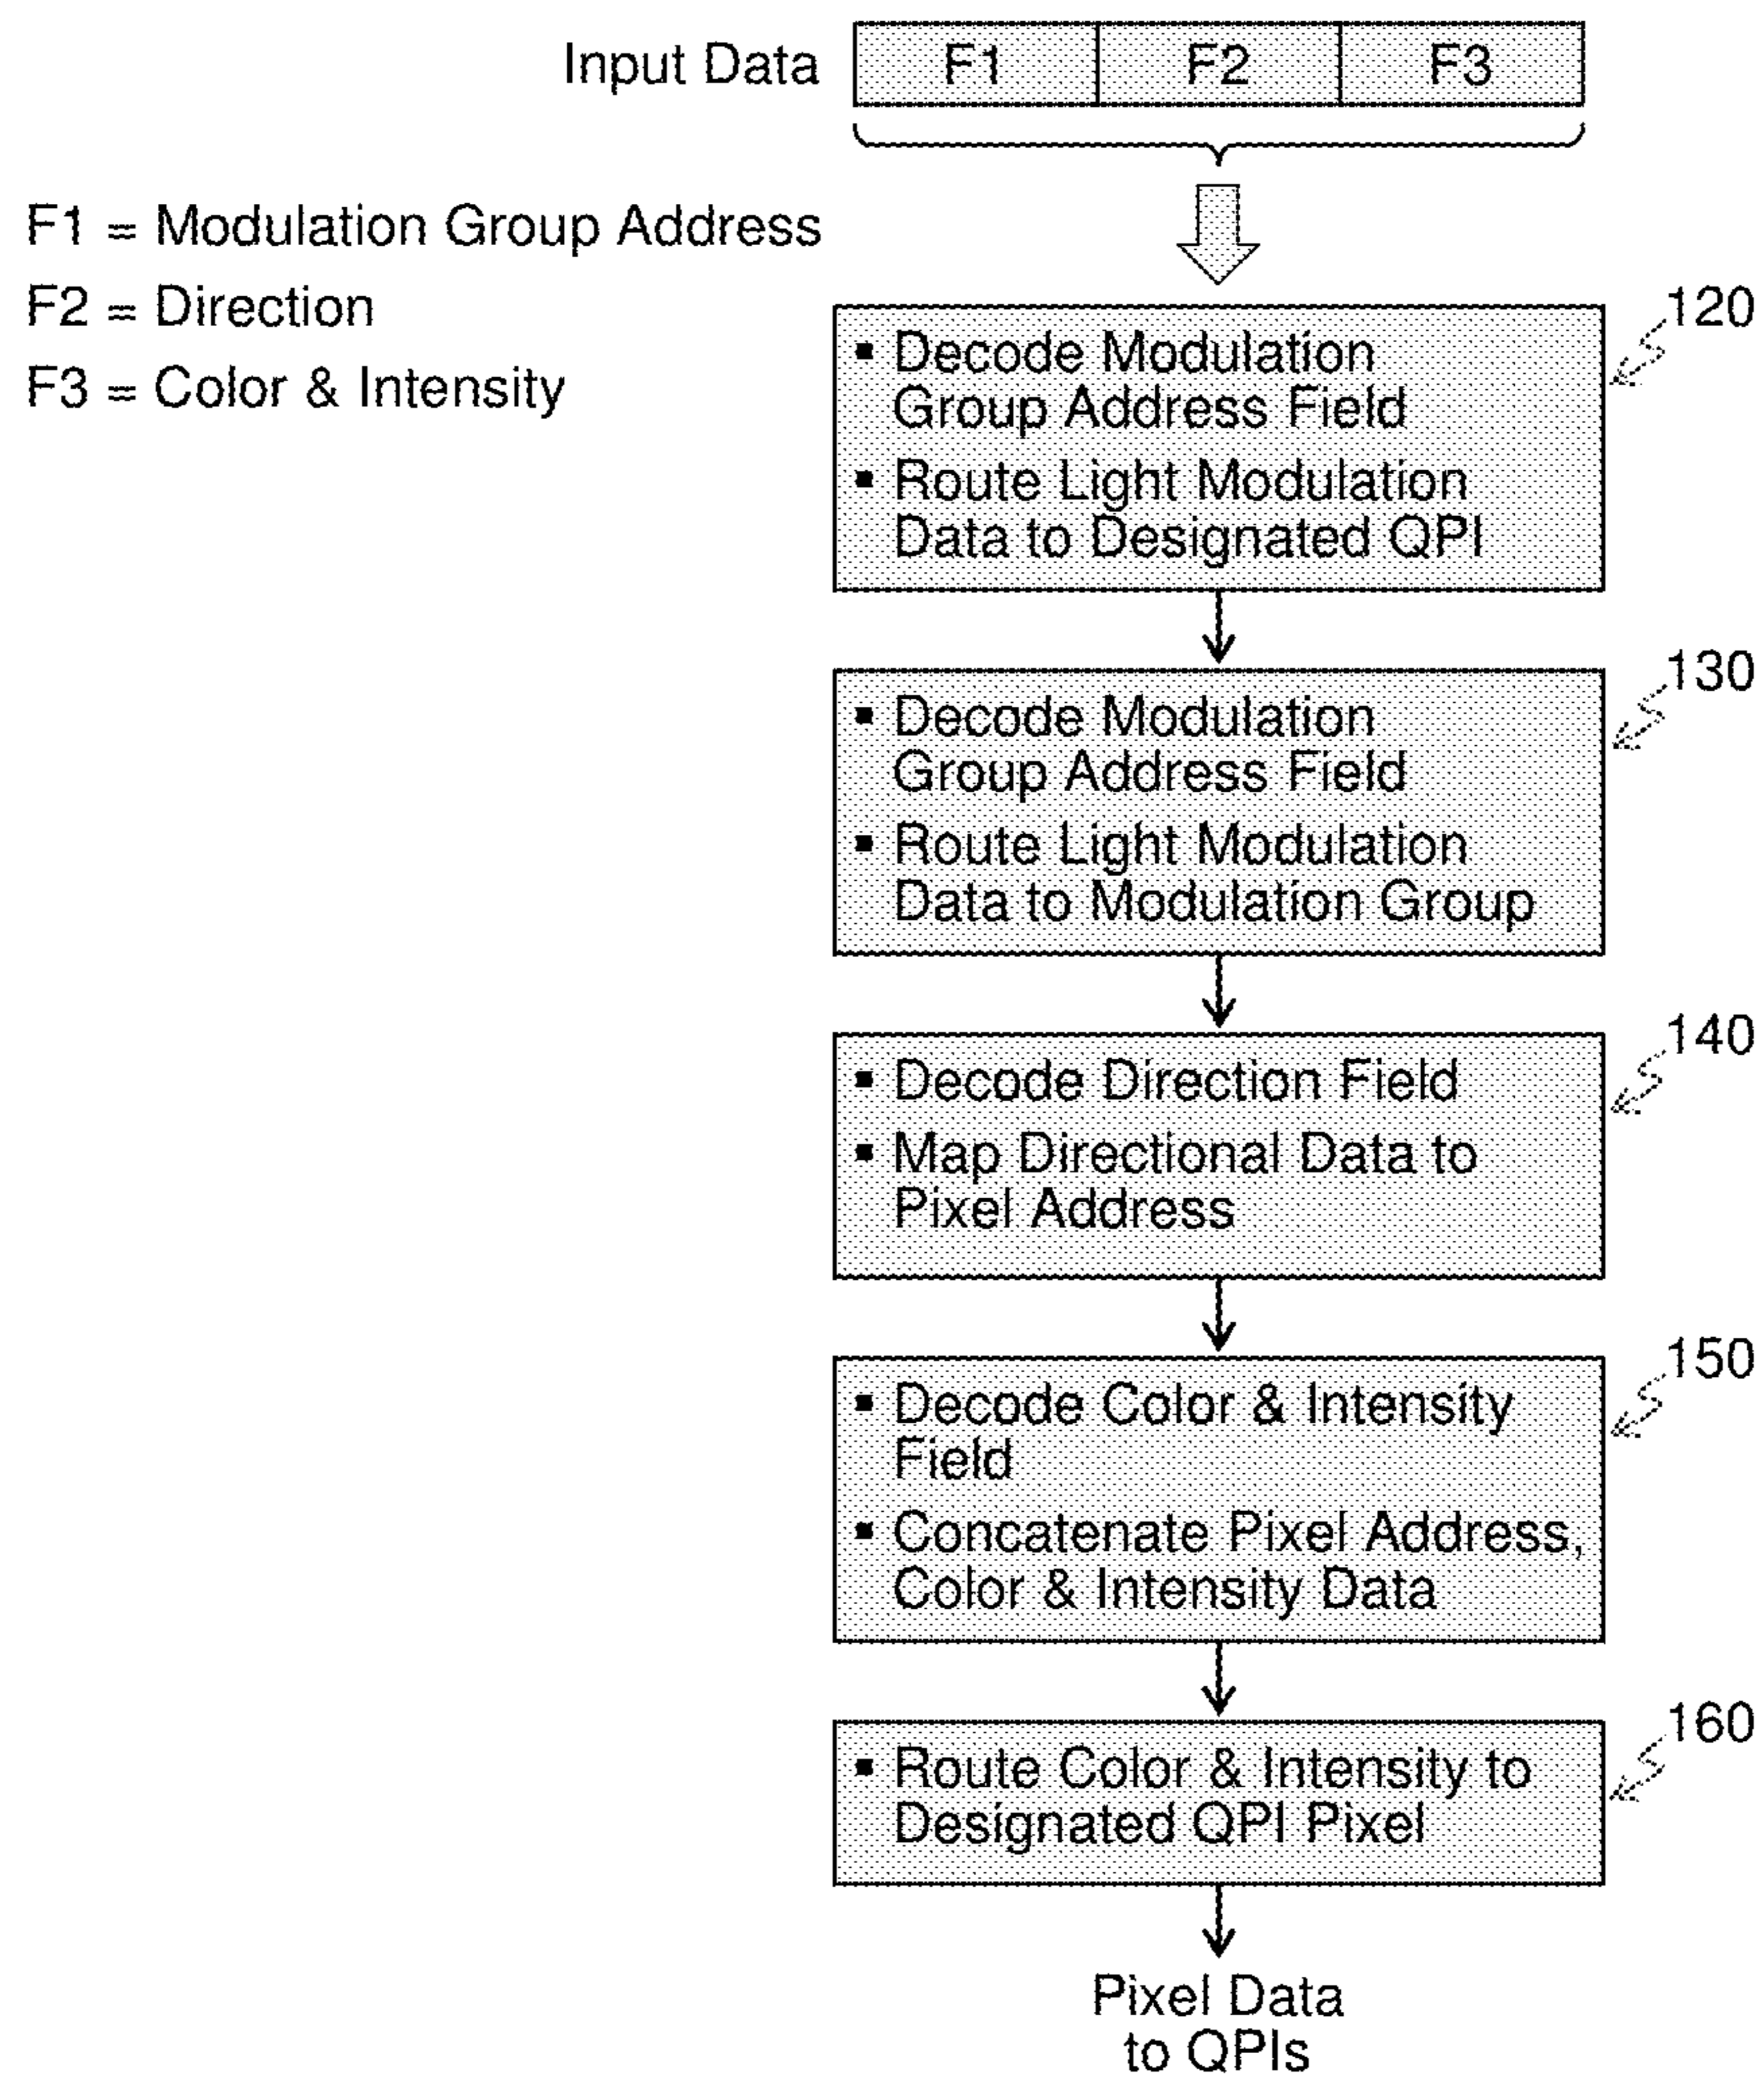 Input Data F1 F2 F3
F1 = Modulation Group Address
F2 = Direction
F3 = Color & Intensity
120
▪ Decode Modulation
Group Address Field
▪ Route Light Modulation
Data to Designated QPI
130
▪ Decode Modulation
Group Address Field
▪ Route Light Modulation
Data to Modulation Group
140
▪ Decode Direction Field
▪ Map Directional Data to
Pixel Address
150
▪ Decode Color & Intensity
Field
▪ Concatenate Pixel Address,
Color & Intensity Data
160
▪ Route Color & Intensity to
Designated QPI Pixel
Pixel Data
to QPIs